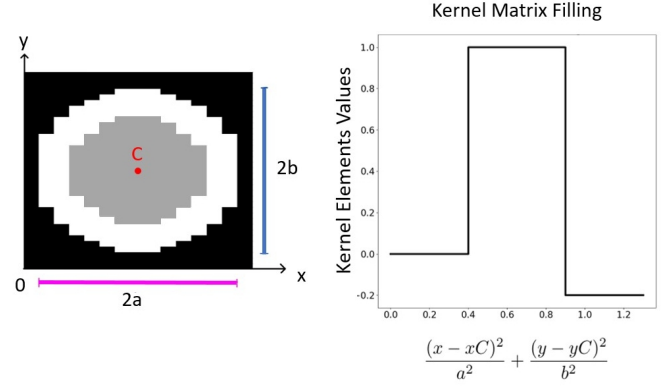 Kernel Matrix Filling
y
C
2b
0
x
2a
Kernel Elements Values
1.0
0.8
0.6
0.4
0.2
0.0
-0.2
0.0 0.2 0.4 0.6 0.8 1.0 1.2
(x − xC)²/a² + (y − yC)²/b²